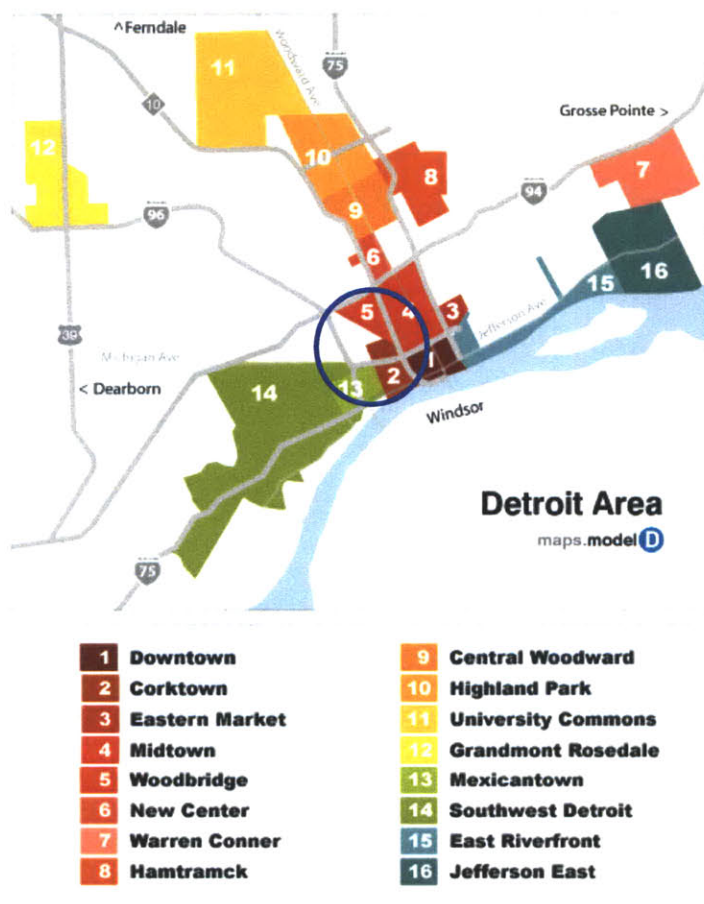 ^Ferndale
11
Woodward Ave
75
10
Grosse Pointe >
12
10
8
7
94
9
96
6
16
15
5
4
3
Jefferson Ave
39
Michigan Ave
1
< Dearborn
14
13
2
Windsor
Detroit Area
maps.modelD
75
1 Downtown
2 Corktown
3 Eastern Market
4 Midtown
5 Woodbridge
6 New Center
7 Warren Conner
8 Hamtramck
9 Central Woodward
10 Highland Park
11 University Commons
12 Grandmont Rosedale
13 Mexicantown
14 Southwest Detroit
15 East Riverfront
16 Jefferson East